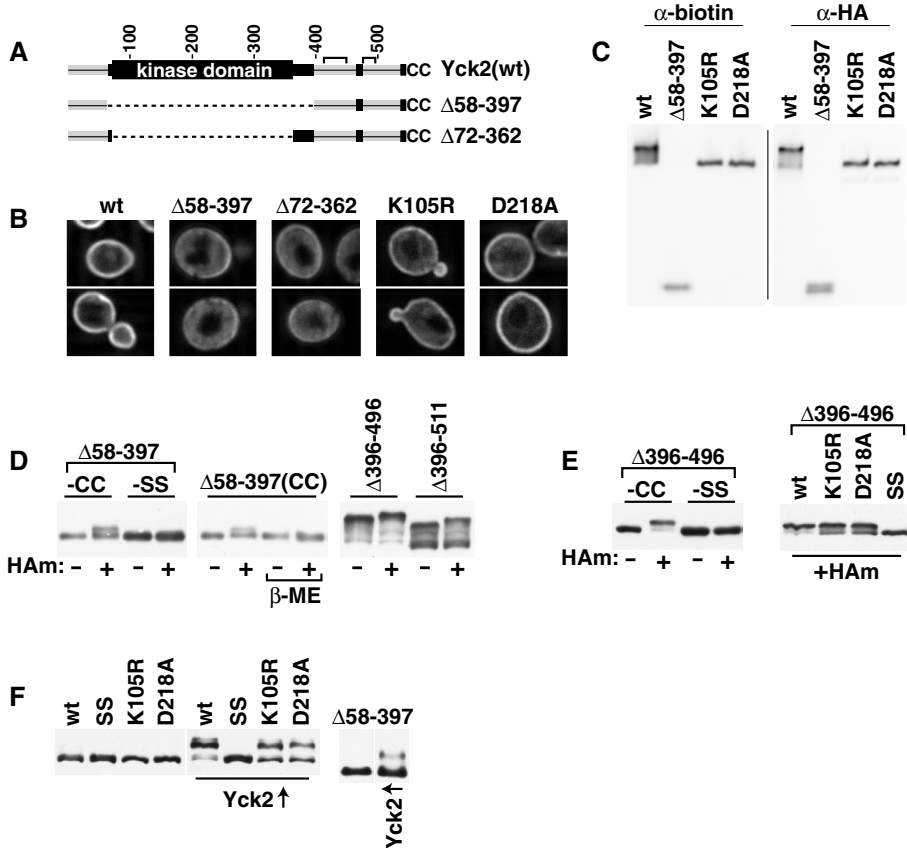 A
-100
-200
-300
-400
-500
kinase domain
CC Yck2(wt)
CC Δ58-397
CC Δ72-362
B
wt Δ58-397 Δ72-362 K105R D218A
C
α-biotin α-HA
wt Δ58-397 K105R D218A wt Δ58-397 K105R D218A
D
Δ58-397
-CC -SS
Δ58-397(CC)
Δ396-496 Δ396-511
HAm: – + – + – + – + – + – +
β-ME
E
Δ396-496
-CC -SS
HAm: – + – +
Δ396-496
wt K105R D218A SS
+HAm
F
wt SS K105R D218A wt SS K105R D218A
Yck2↑
Δ58-397
Yck2↑